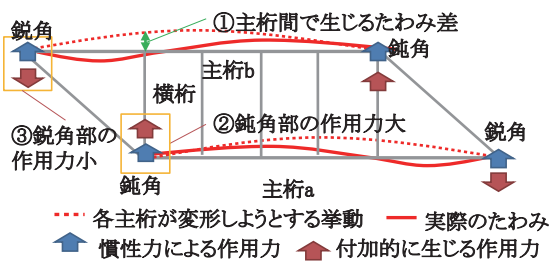 ①主桁間で生じるたわみ差
鋭角
鈍角
主桁b
横桁
②鈍角部の作用力大
③鋭角部の
作用力小
鋭角
鈍角
主桁a
各主桁が変形しようとする挙動
実際のたわみ
慣性力による作用力
付加的に生じる作用力